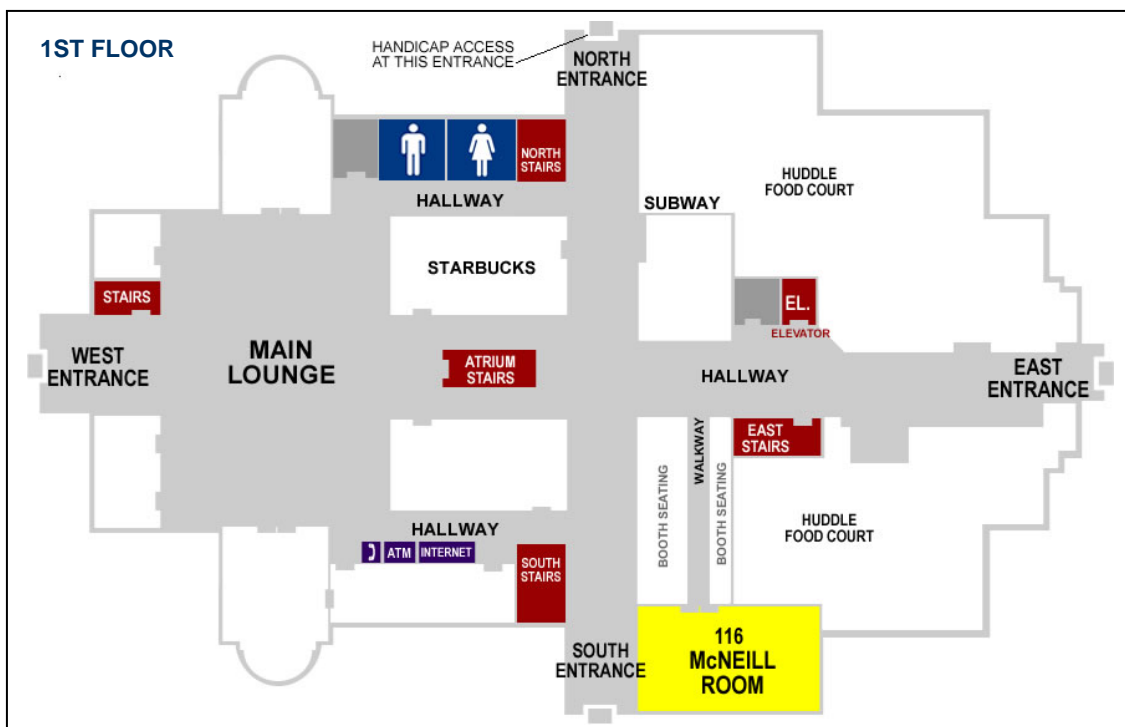 1ST FLOOR
HANDICAP ACCESS
AT THIS ENTRANCE
NORTH
ENTRANCE
NORTH
STAIRS
HALLWAY
SUBWAY
HUDDLE
FOOD COURT
STARBUCKS
STAIRS
EL.
ELEVATOR
WEST
ENTRANCE
MAIN
LOUNGE
ATRIUM
STAIRS
HALLWAY
EAST
ENTRANCE
EAST
STAIRS
WALKWAY
BOOTH SEATING
BOOTH SEATING
HUDDLE
FOOD COURT
HALLWAY
ATM
INTERNET
SOUTH
STAIRS
SOUTH
ENTRANCE
116
McNEILL
ROOM